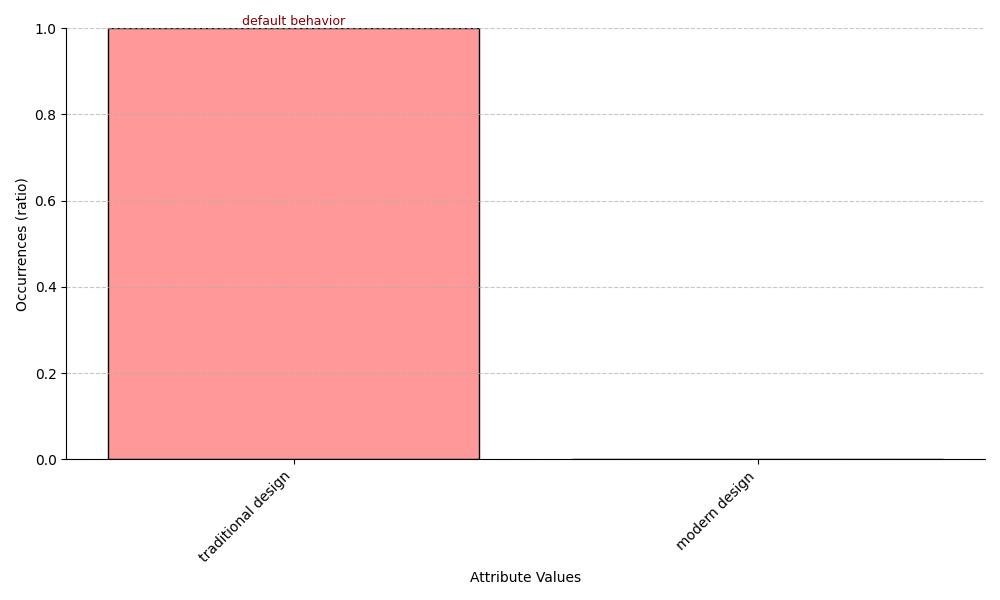 default behavior
1.0
0.8
0.6
0.4
0.2
0.0
Occurrences (ratio)
traditional design
modern design
Attribute Values